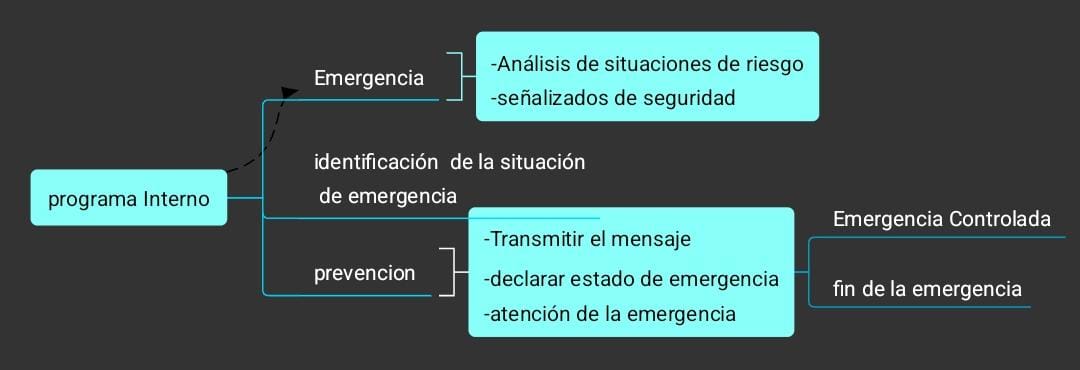 programa Interno
Emergencia
-Análisis de situaciones de riesgo
-señalizados de seguridad
identificación  de la situación
de emergencia
prevencion
-Transmitir el mensaje
-declarar estado de emergencia
-atención de la emergencia
Emergencia Controlada
fin de la emergencia